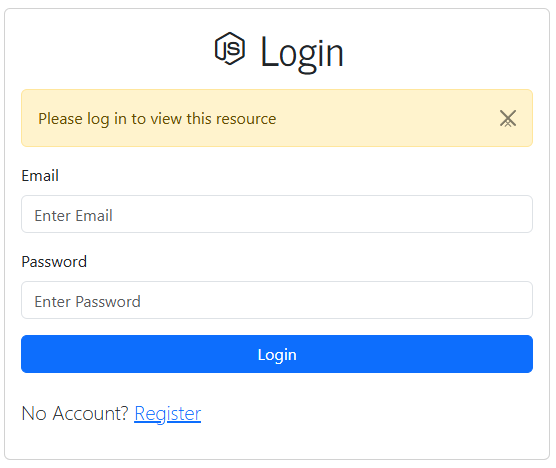 JS Login
Please log in to view this resource
×
Email
Enter Email
Password
Enter Password
Login
No Account? Register